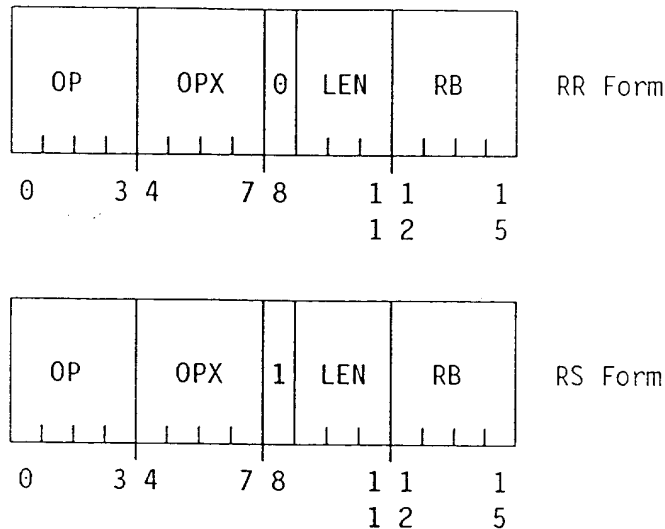 OP OPX 0 LEN RB RR Form
0 3 4 7 8 1 1 1
1 2 5
OP OPX 1 LEN RB RS Form
0 3 4 7 8 1 1 1
1 2 5